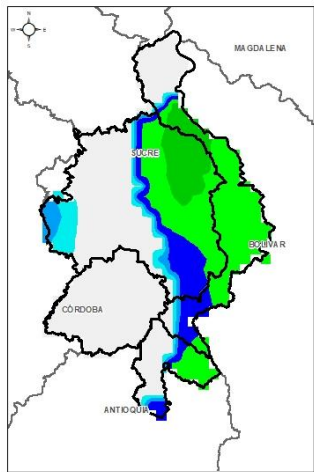 N
W E
S
MAGDALENA
SUCRE
BOLIVAR
CÓRDOBA
ANTIOQUIA